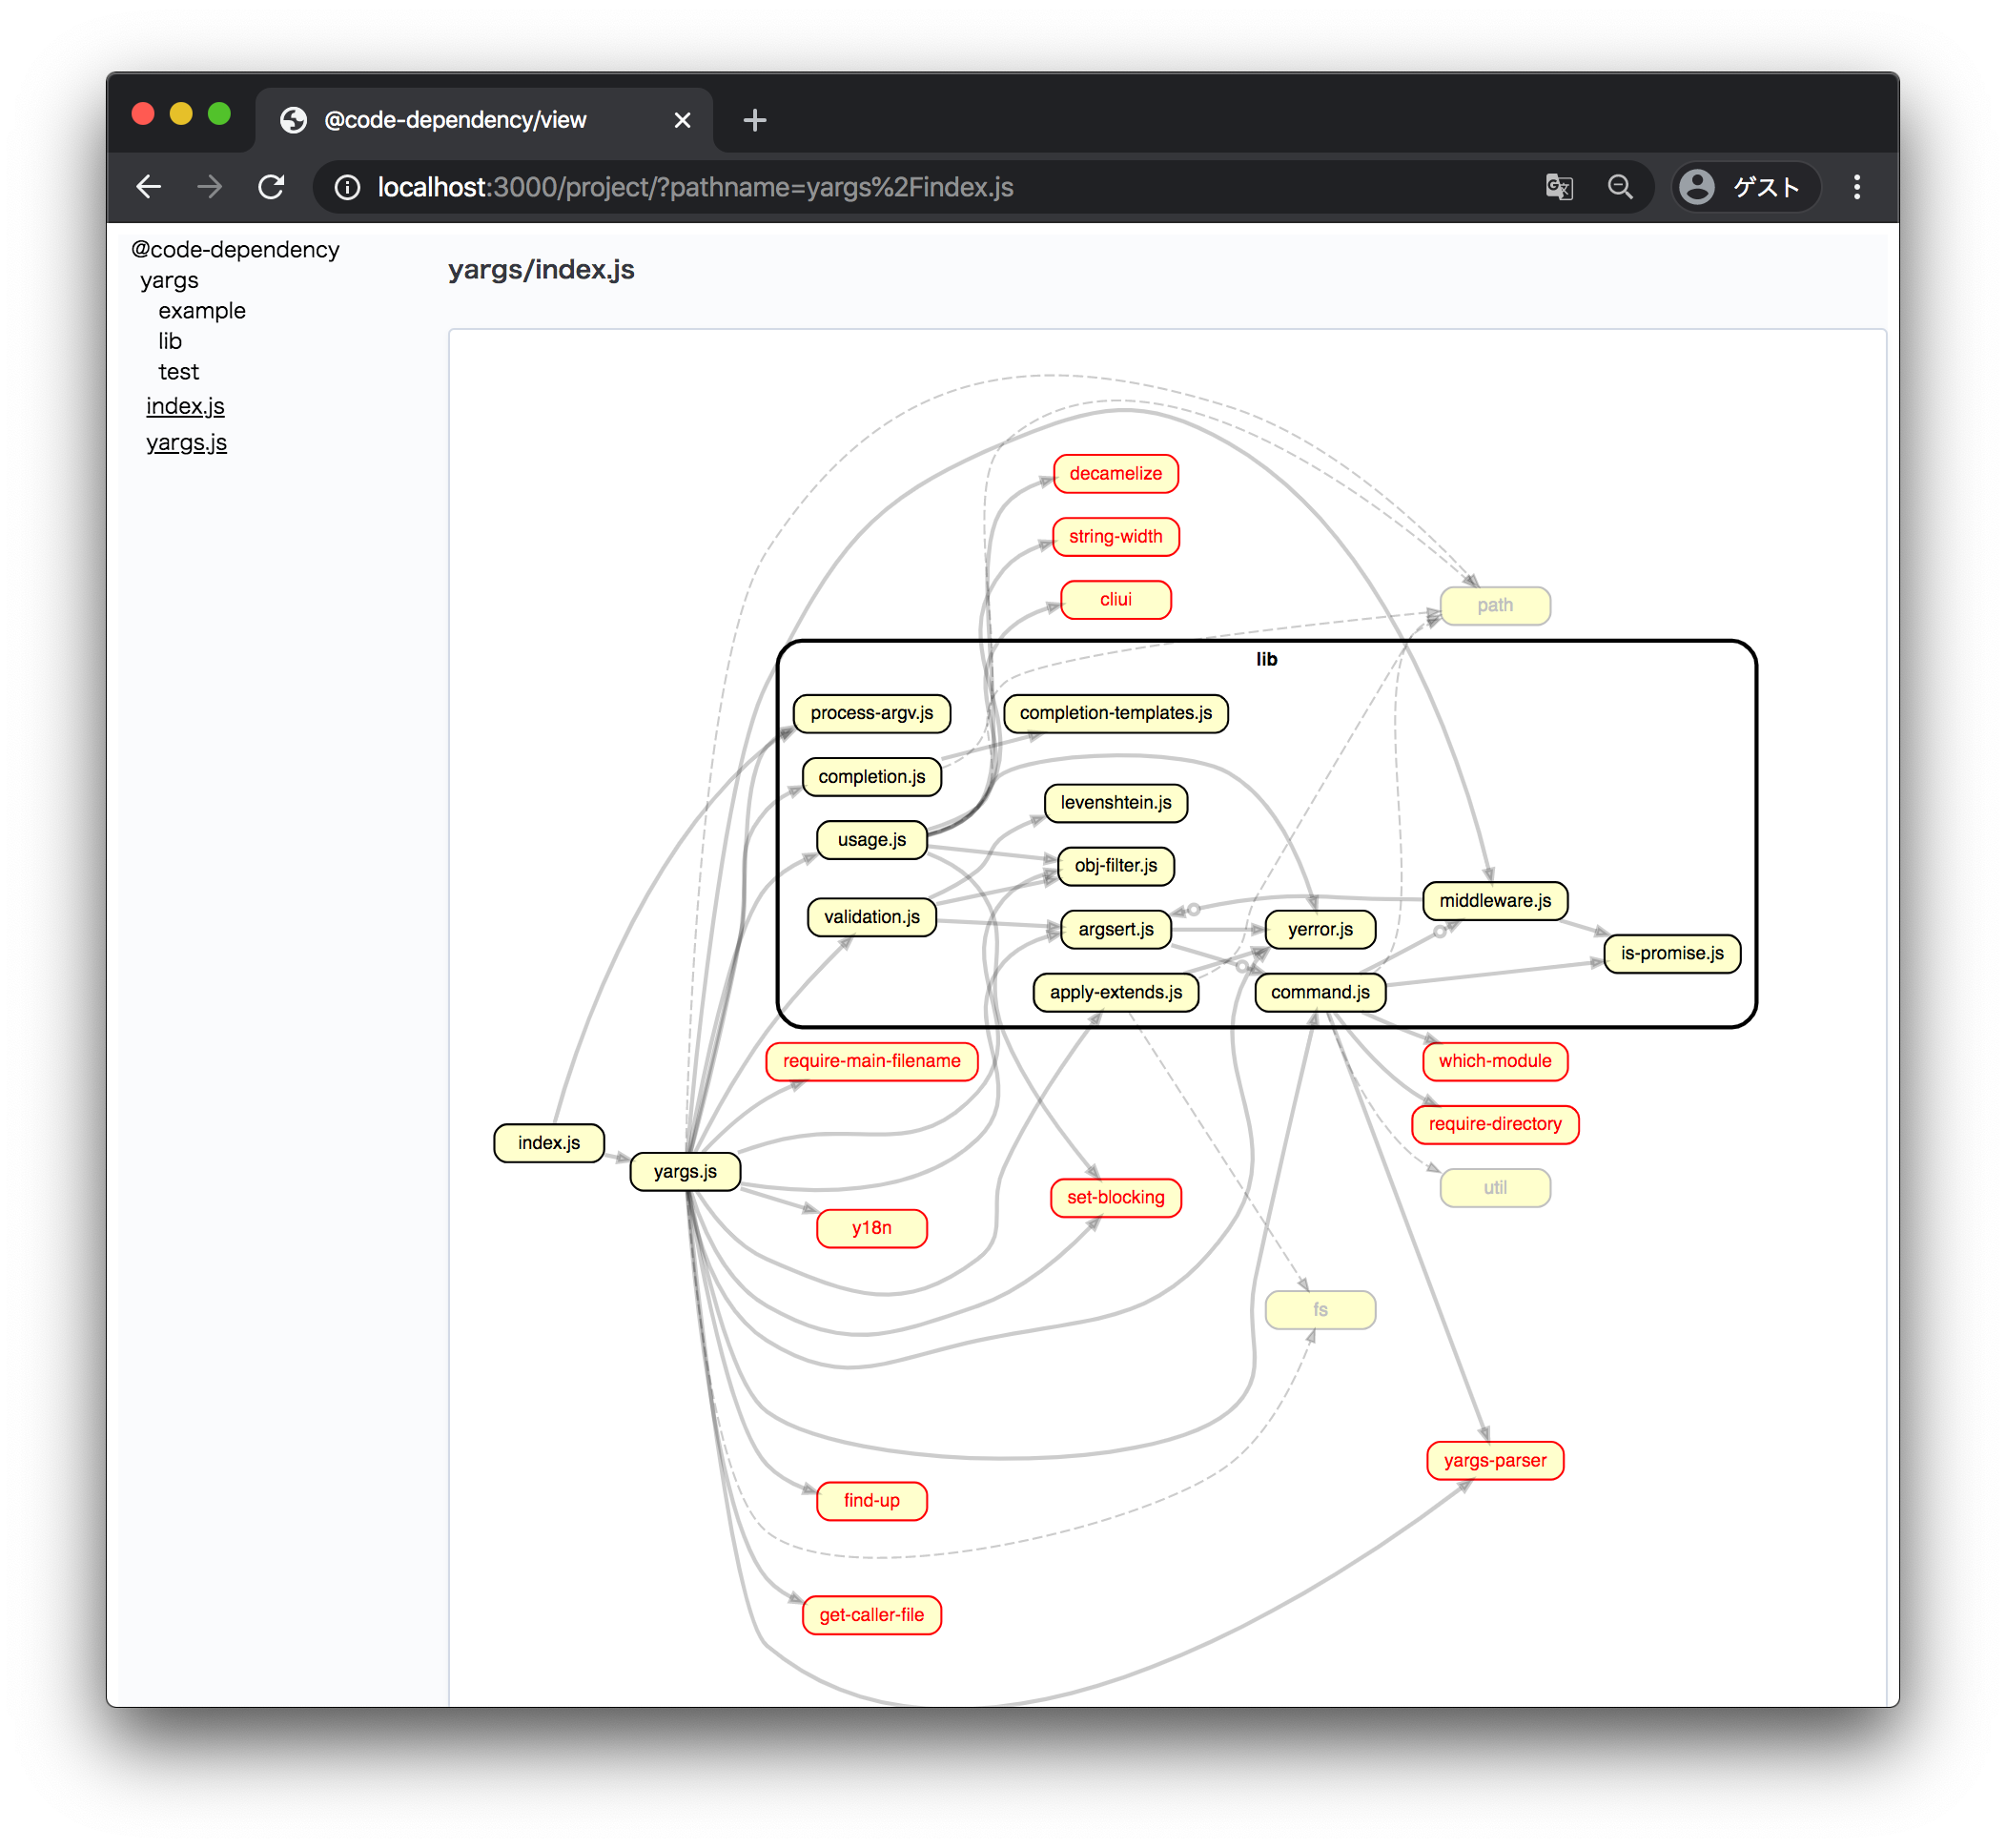 @code-dependency/view
localhost:3000/project/?pathname=yargs%2Findex.js
ゲスト
@code-dependency
yargs
example
lib
test
index.js
yargs.js
yargs/index.js
decamelize
string-width
cliui
path
lib
process-argv.js
completion-templates.js
completion.js
levenshtein.js
usage.js
obj-filter.js
middleware.js
validation.js
argsert.js
yerror.js
is-promise.js
apply-extends.js
command.js
require-main-filename
which-module
require-directory
index.js
yargs.js
util
set-blocking
y18n
fs
yargs-parser
find-up
get-caller-file